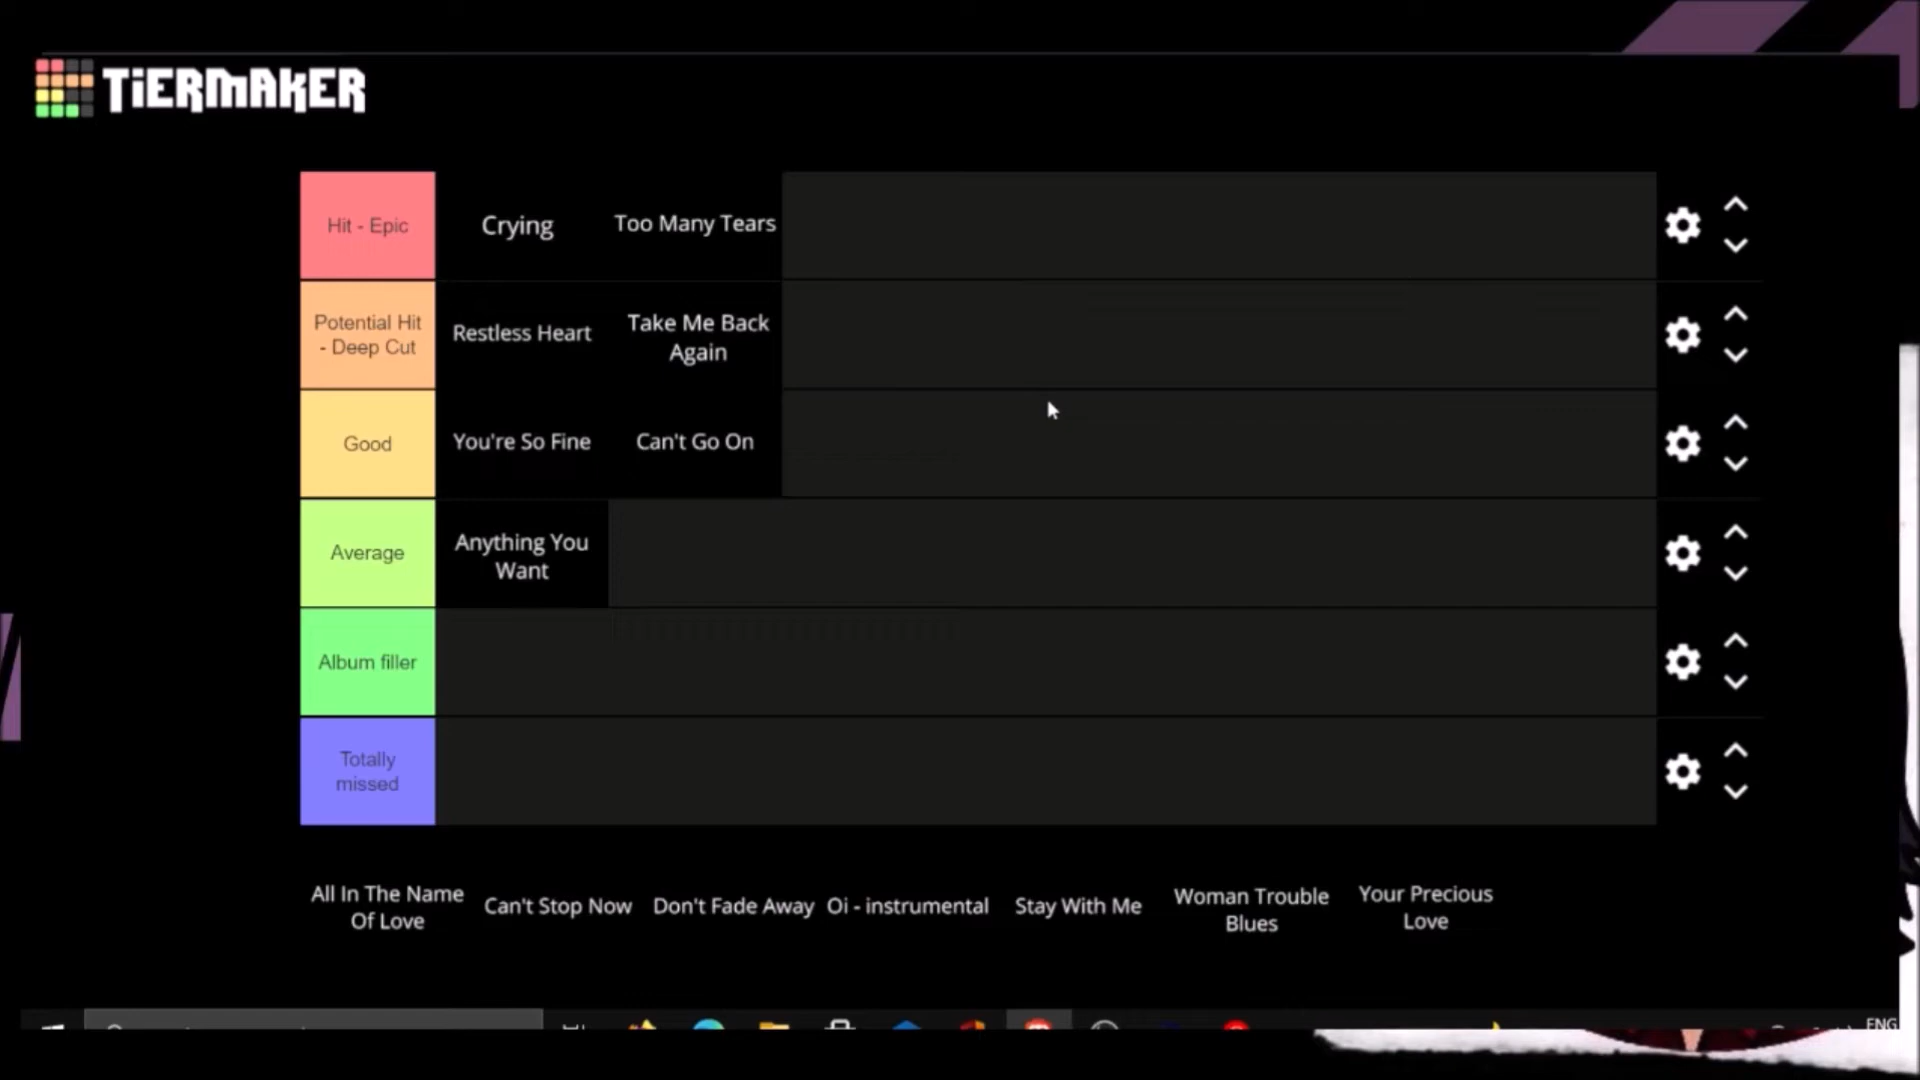 TiERMAKER
Hit - Epic
Crying
Too Many Tears
Potential Hit
- Deep Cut
Restless Heart
Take Me Back
Again
Good
You're So Fine
Can't Go On
Average
Anything You
Want
Album filler
Totally
missed
All In The Name
Of Love
Can't Stop Now
Don't Fade Away
Oi - instrumental
Stay With Me
Woman Trouble
Blues
Your Precious
Love
ENG